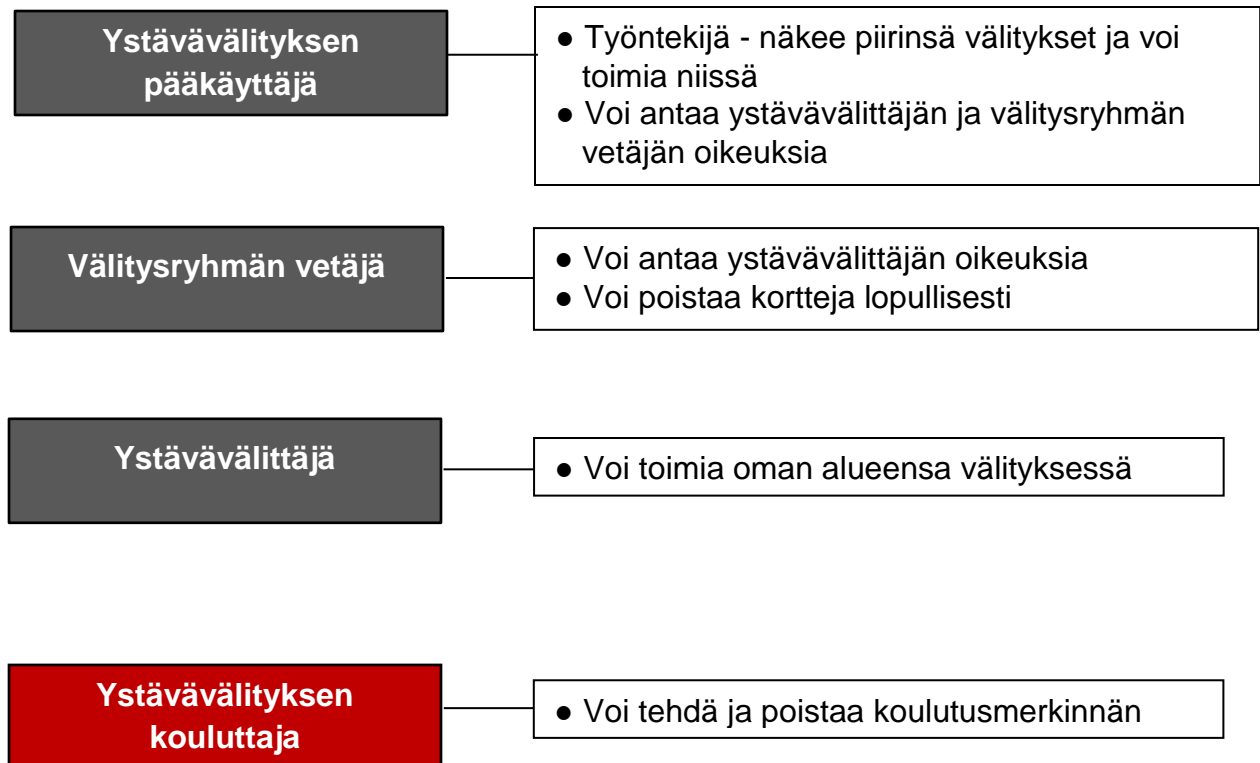 Ystävävälityksen
pääkäyttäjä
● Työntekijä - näkee piirinsä välitykset ja voi
toimia niissä
● Voi antaa ystävävälittäjän ja välitysryhmän
vetäjän oikeuksia
Välitysryhmän vetäjä
● Voi antaa ystävävälittäjän oikeuksia
● Voi poistaa kortteja lopullisesti
Ystävävälittäjä
● Voi toimia oman alueensa välityksessä
Ystävävälityksen
kouluttaja
● Voi tehdä ja poistaa koulutusmerkinnän